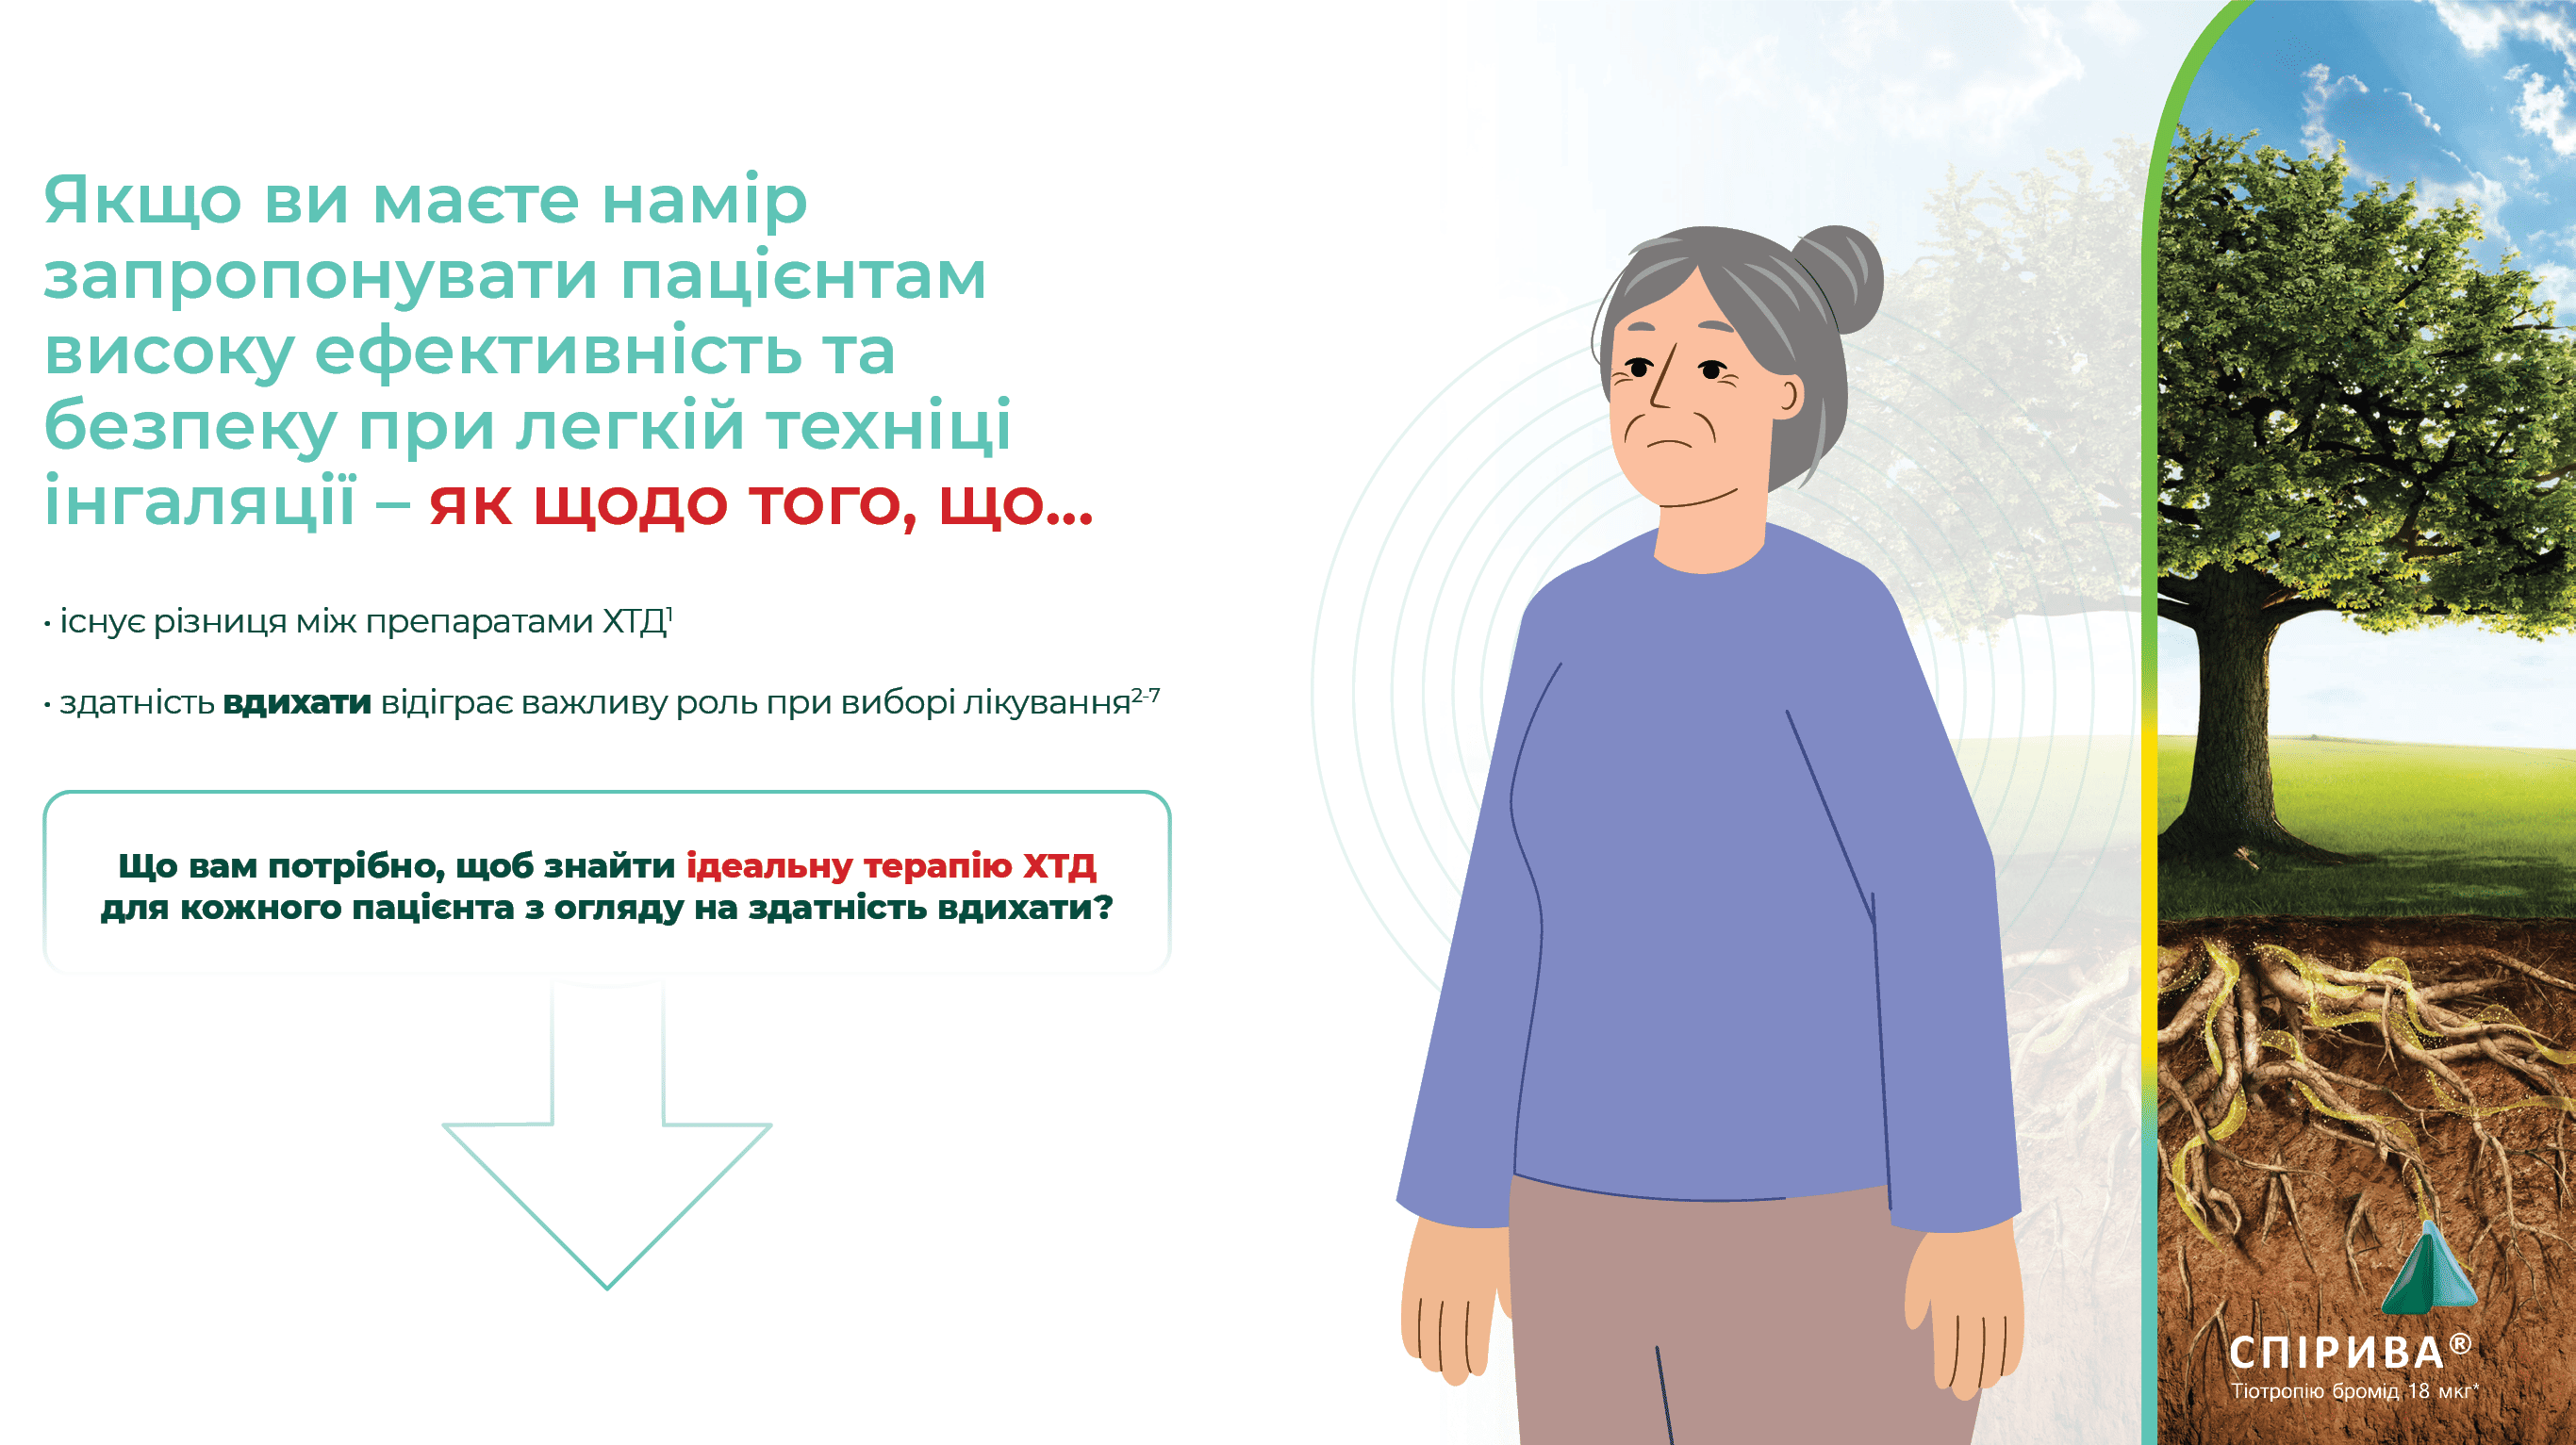 Якщо ви маєте намір
запропонувати пацієнтам
високу ефективність та
безпеку при легкій техніці
інгаляції – як щодо того, що...
· існує різниця між препаратами ХТД¹
· здатність вдихати відіграє важливу роль при виборі лікування²⁻⁷
Що вам потрібно, щоб знайти ідеальну терапію ХТД
для кожного пацієнта з огляду на здатність вдихати?
СПІРИВА®
Тіотропію бромід 18 мкг*